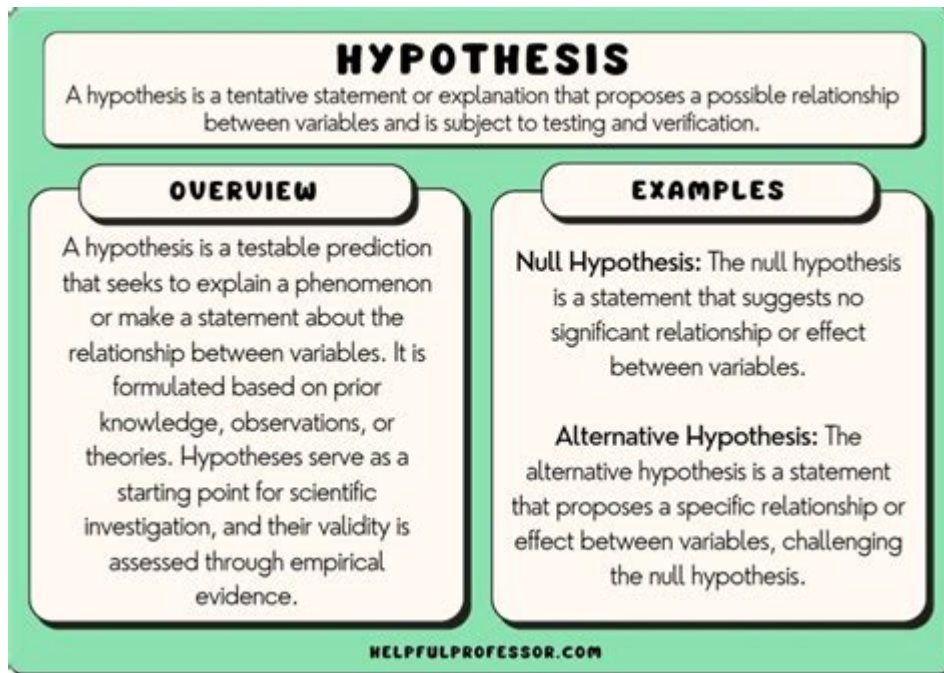 HYPOTHESIS
A hypothesis is a tentative statement or explanation that proposes a possible relationship
between variables and is subject to testing and verification.
OVERVIEW
A hypothesis is a testable prediction
that seeks to explain a phenomenon
or make a statement about the
relationship between variables. It is
formulated based on prior
knowledge, observations, or
theories. Hypotheses serve as a
starting point for scientific
investigation, and their validity is
assessed through empirical
evidence.
EXAMPLES
Null Hypothesis: The null hypothesis
is a statement that suggests no
significant relationship or effect
between variables.
Alternative Hypothesis: The
alternative hypothesis is a statement
that proposes a specific relationship or
effect between variables, challenging
the null hypothesis.
HELPFULPROFESSOR.COM